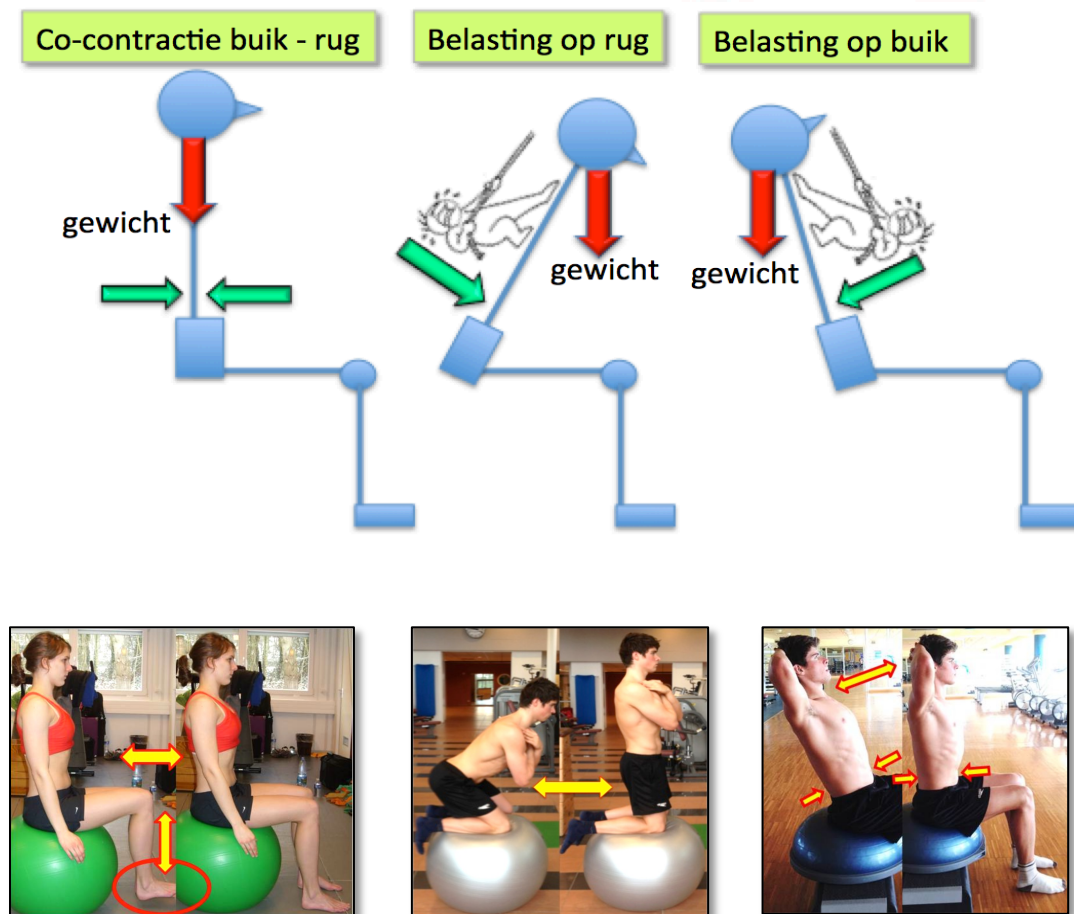 Co-contractie buik - rug
Belasting op rug
Belasting op buik
gewicht
gewicht
gewicht